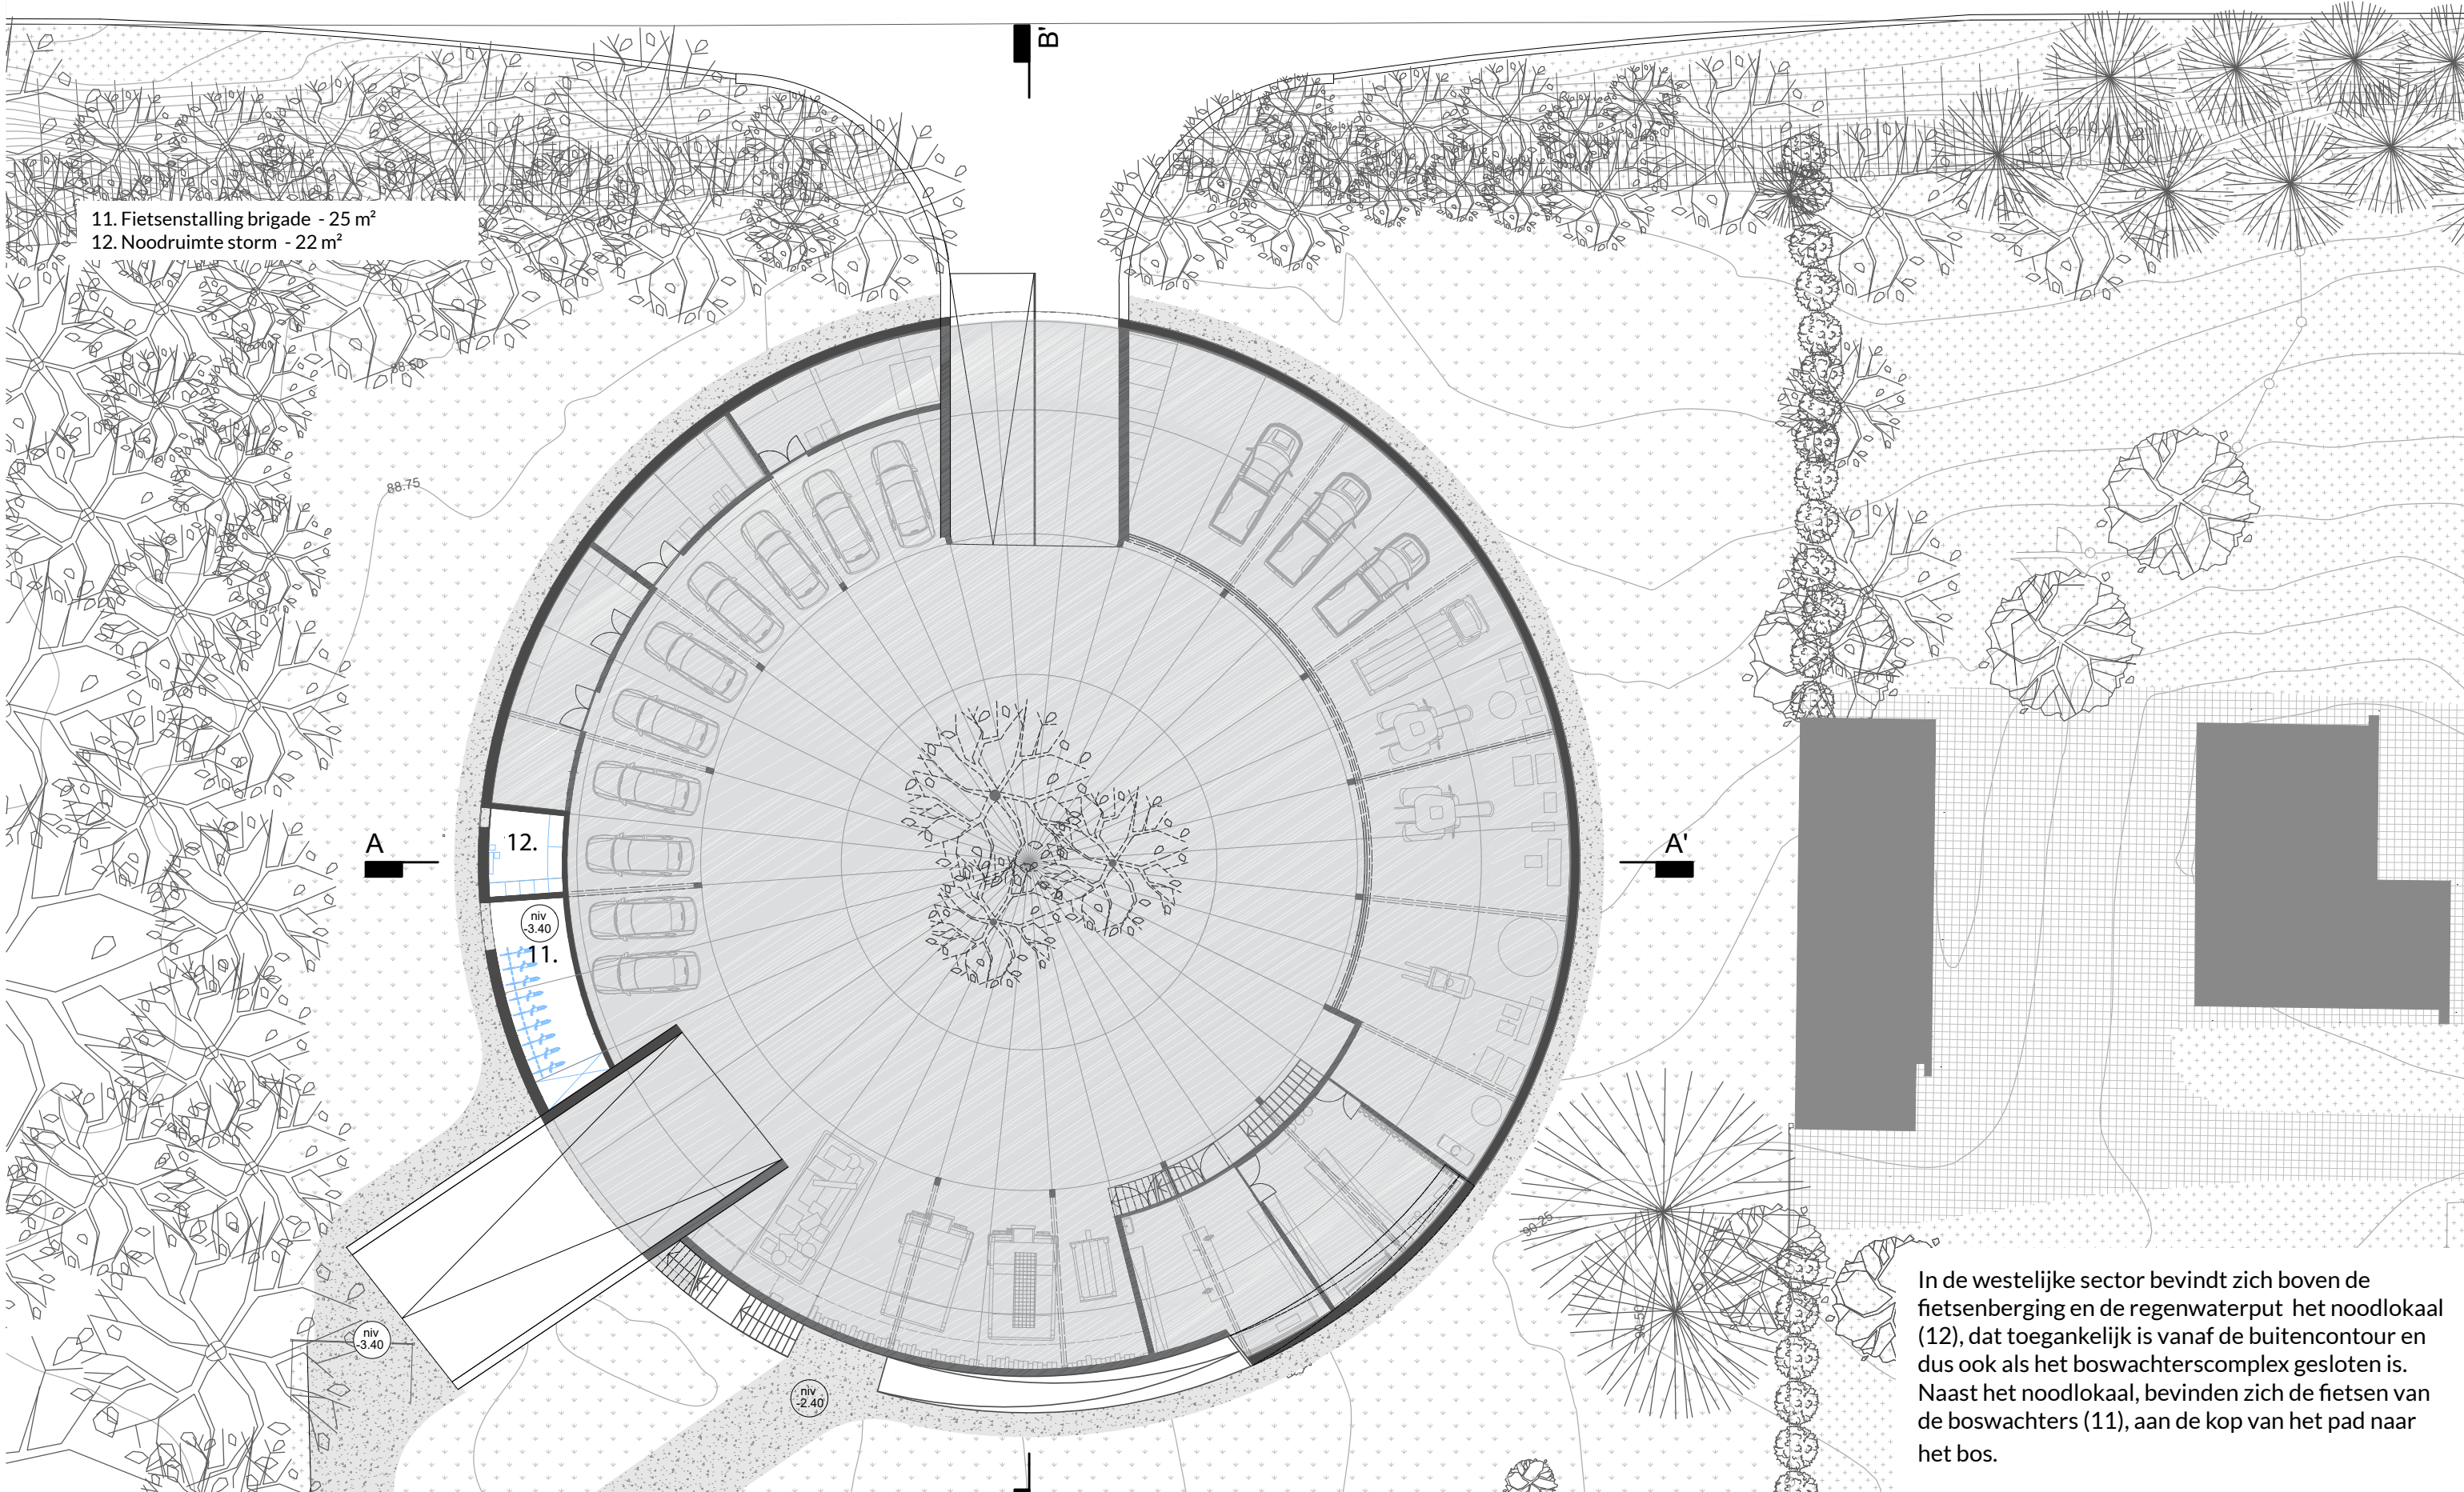 B'
11. Fietsenstalling brigade - 25 m²
12. Noodruimte storm - 22 m²
88.50
88.75
12.
A
A'
niv
-3.40
11.
90.25
90.50
niv
-3.40
niv
-2.40
In de westelijke sector bevindt zich boven de
fietsenberging en de regenwaterput het noodlokaal
(12), dat toegankelijk is vanaf de buitencontour en
dus ook als het boswachterscomplex gesloten is.
Naast het noodlokaal, bevinden zich de fietsen van
de boswachters (11), aan de kop van het pad naar
het bos.